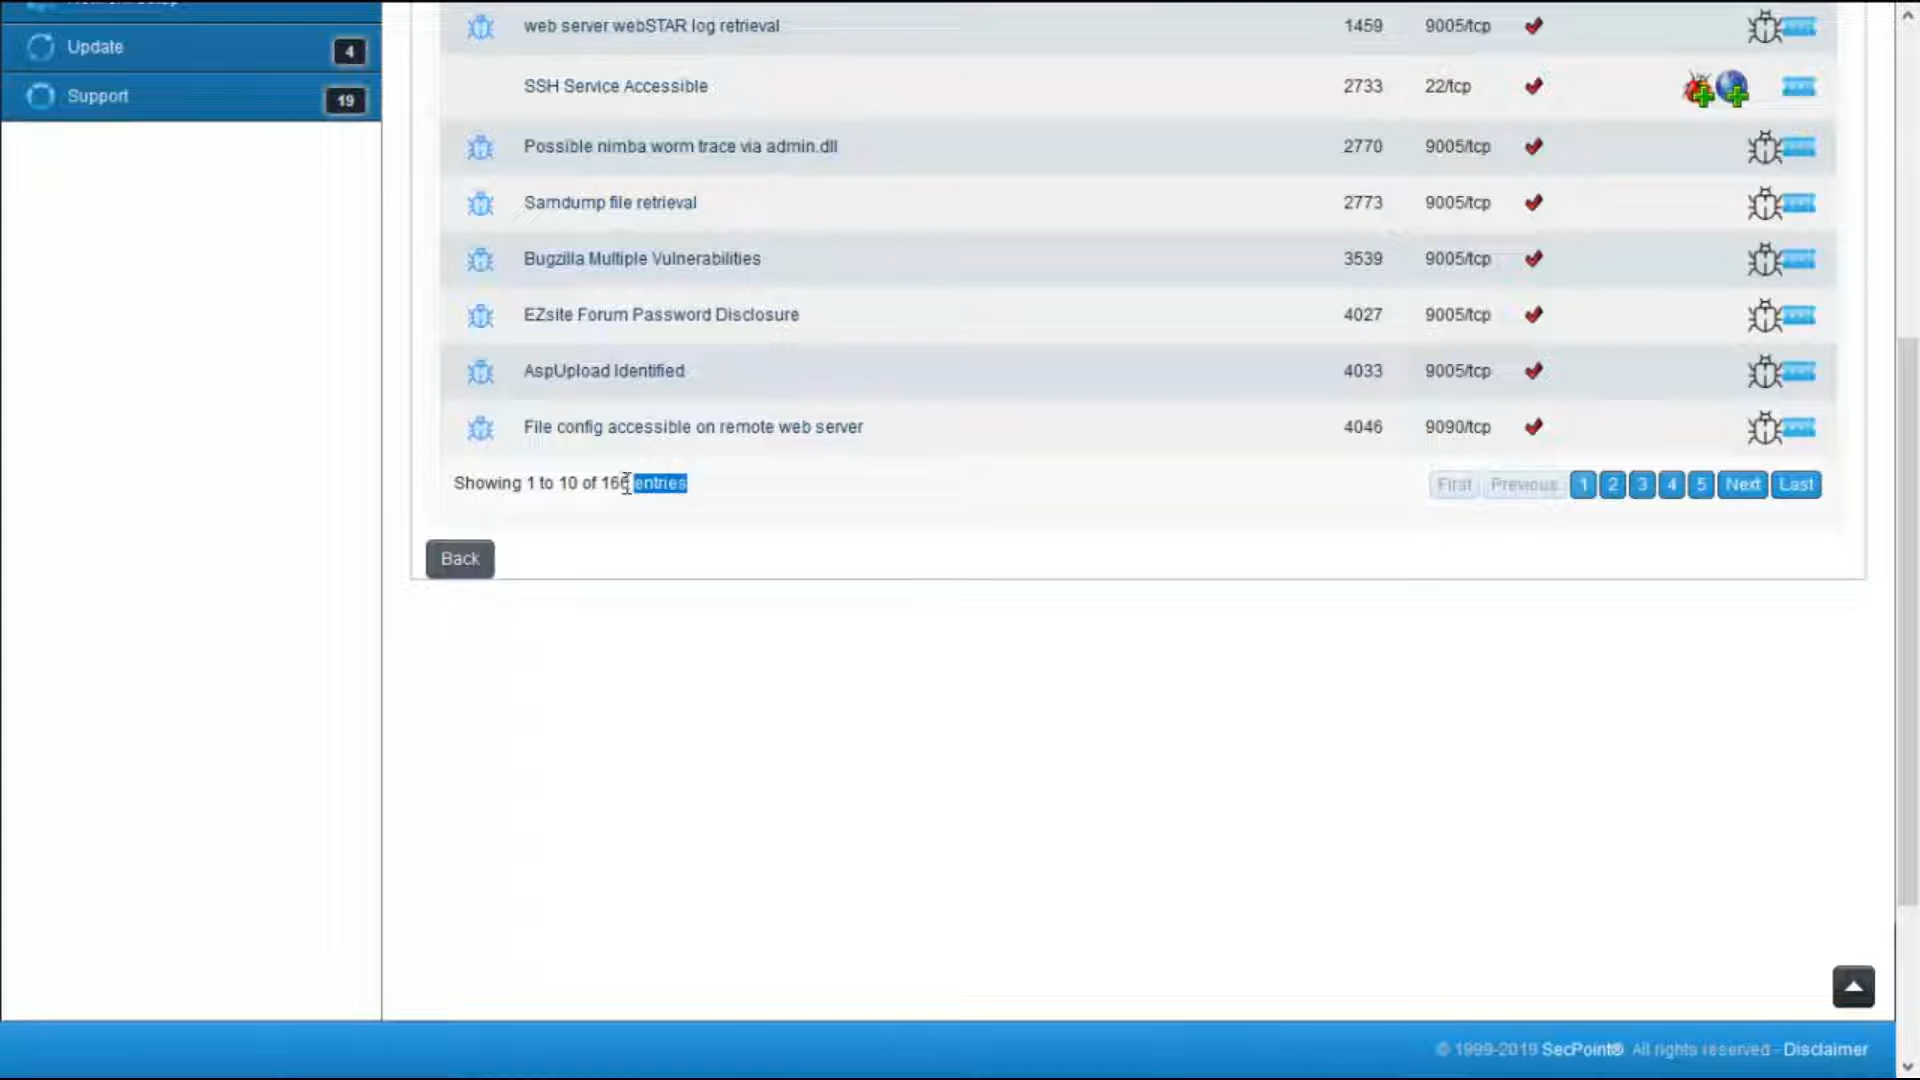 Update 4
Support 19
web server webSTAR log retrieval 1459 9005/tcp
SSH Service Accessible 2733 22/tcp
Possible nimba worm trace via admin.dll 2770 9005/tcp
Samdump file retrieval 2773 9005/tcp
Bugzilla Multiple Vulnerabilities 3539 9005/tcp
EZsite Forum Password Disclosure 4027 9005/tcp
AspUpload Identified 4033 9005/tcp
File config accessible on remote web server 4046 9090/tcp
Showing 1 to 10 of 166 entries First Previous 1 2 3 4 5 Next Last
Back
© 1999-2019 SecPoint® All rights reserved - Disclaimer